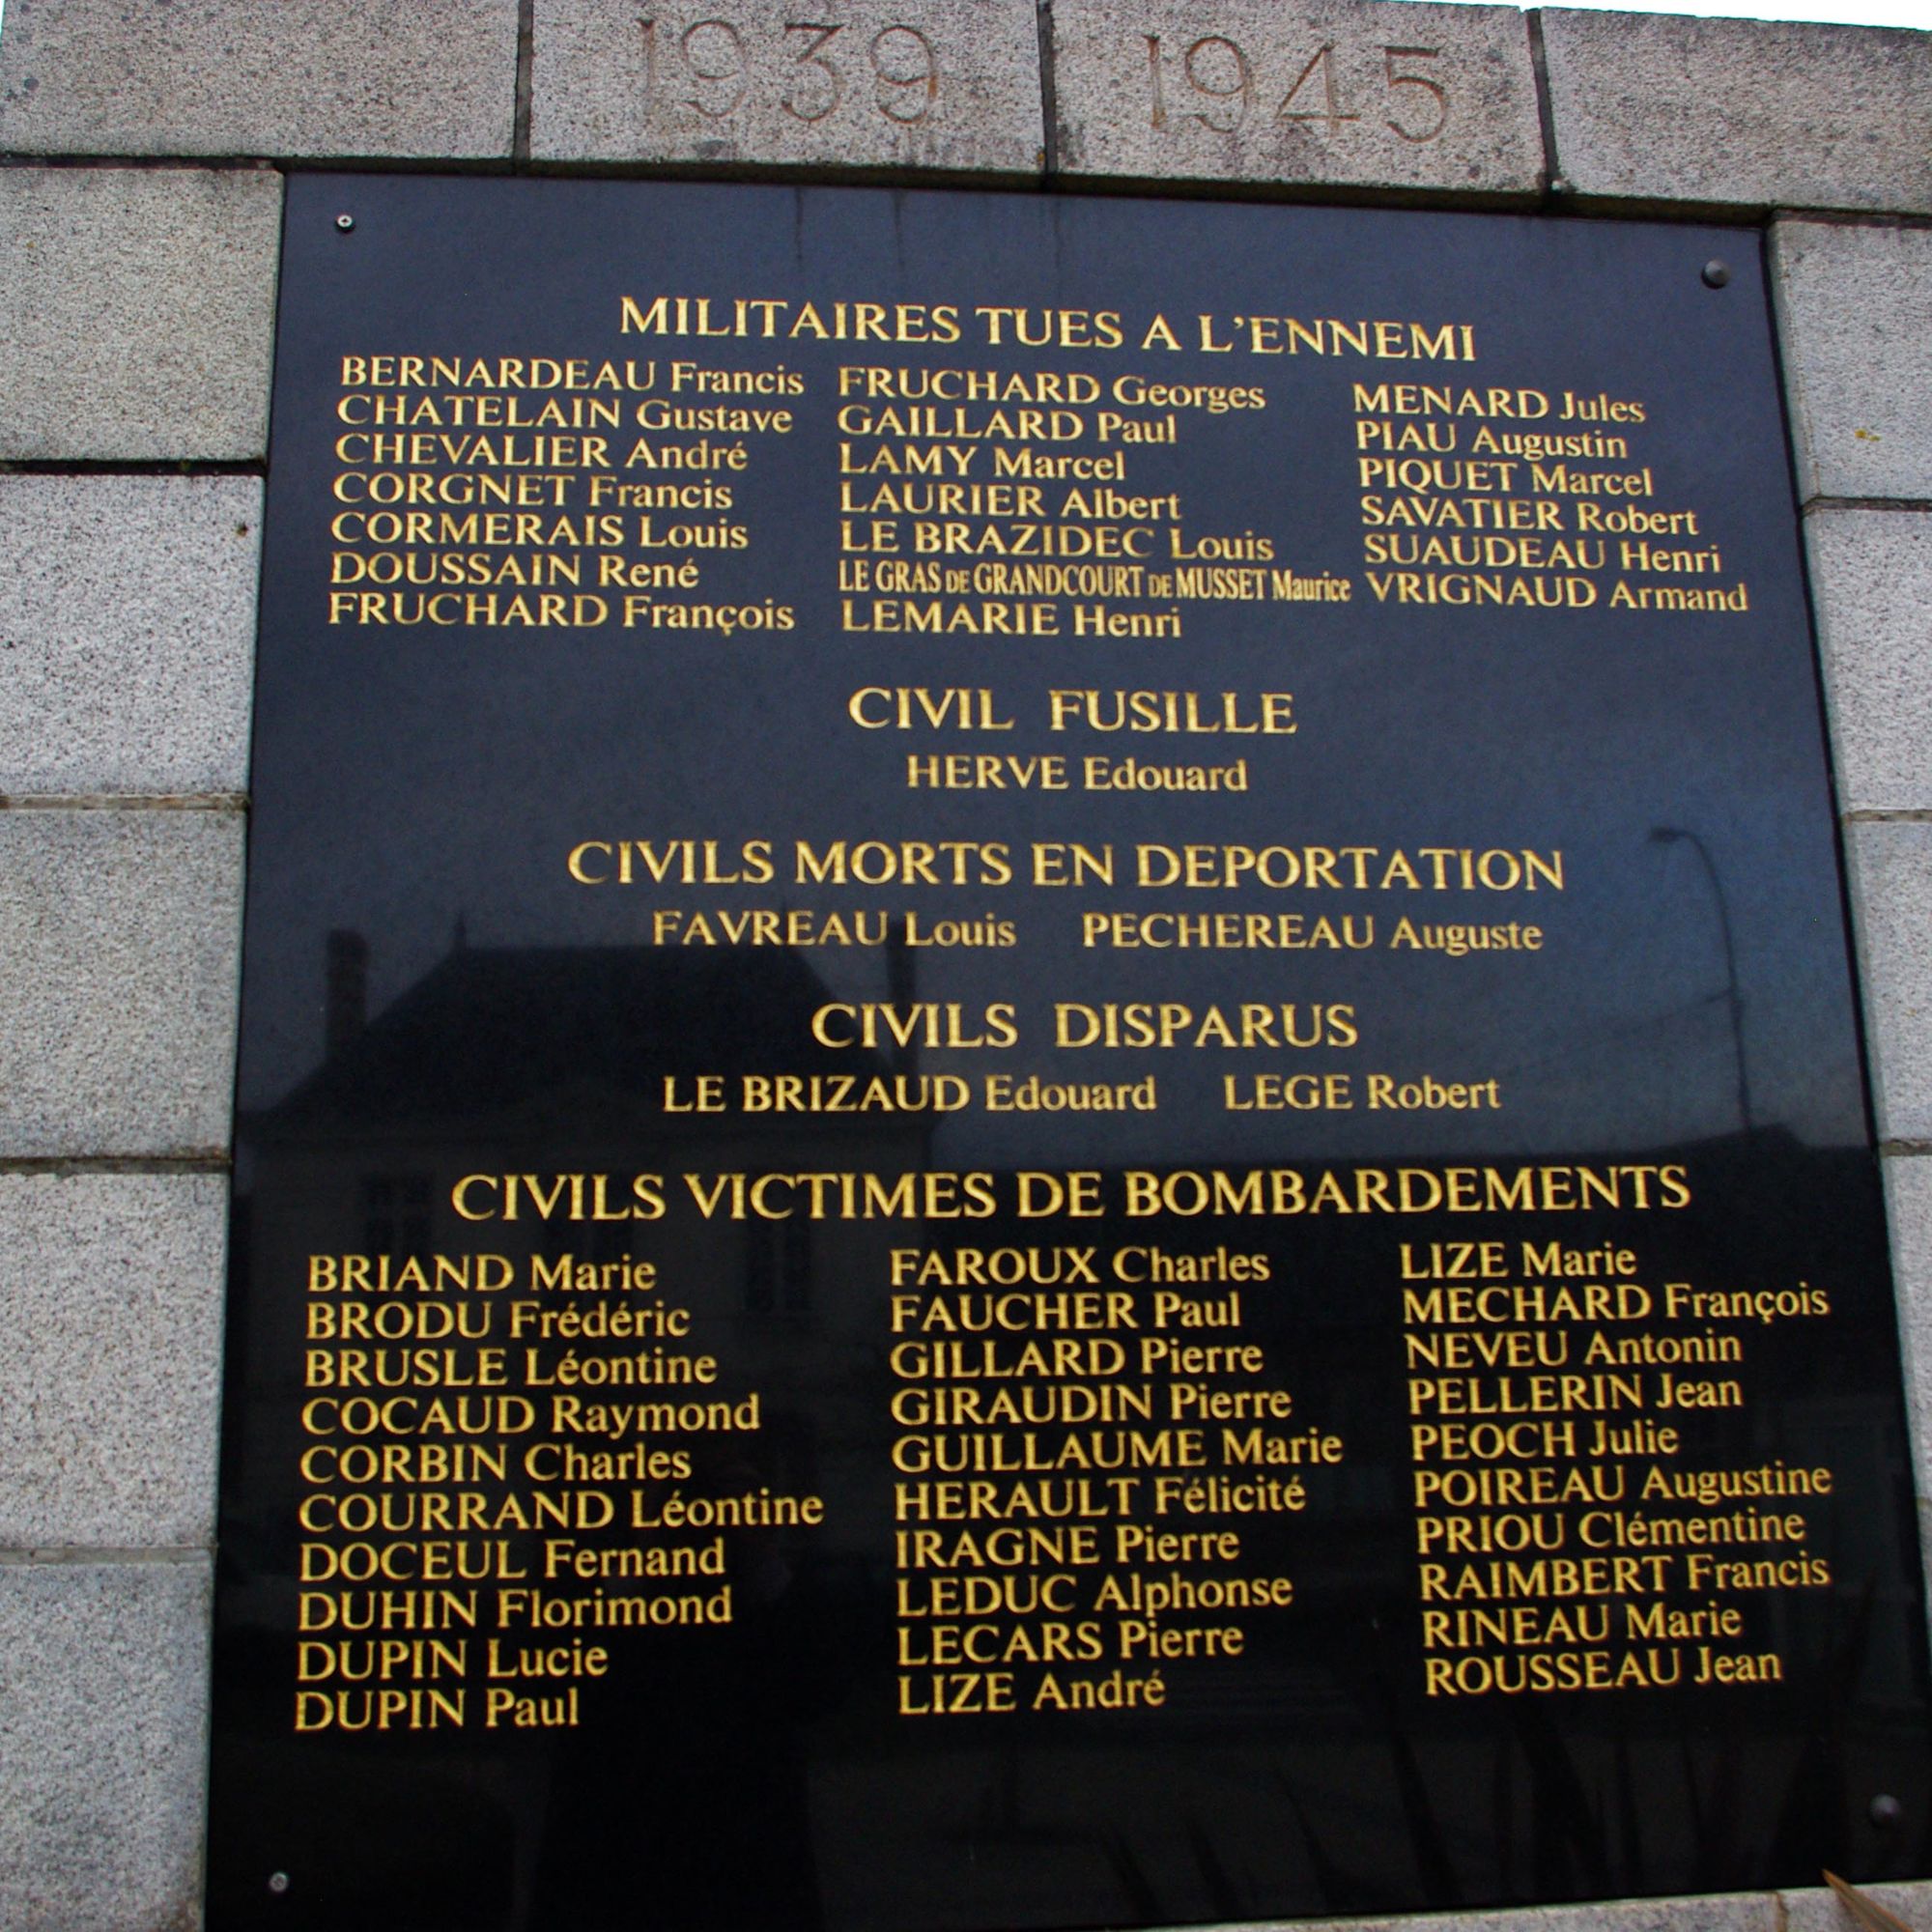 1939 1945
MILITAIRES TUES A L'ENNEMI
BERNARDEAU Francis
CHATELAIN Gustave
CHEVALIER André
CORGNET Francis
CORMERAIS Louis
DOUSSAIN René
FRUCHARD François
FRUCHARD Georges
GAILLARD Paul
LAMY Marcel
LAURIER Albert
LE BRAZIDEC Louis
LE GRAS DE GRANDCOURT DE MUSSET Maurice
LEMARIE Henri
MENARD Jules
PIAU Augustin
PIQUET Marcel
SAVATIER Robert
SUAUDEAU Henri
VRIGNAUD Armand
CIVIL FUSILLE
HERVE Edouard
CIVILS MORTS EN DEPORTATION
FAVREAU Louis PECHEREAU Auguste
CIVILS DISPARUS
LE BRIZAUD Edouard LEGE Robert
CIVILS VICTIMES DE BOMBARDEMENTS
BRIAND Marie
BRODU Frédéric
BRUSLE Léontine
COCAUD Raymond
CORBIN Charles
COURRAND Léontine
DOCEUL Fernand
DUHIN Florimond
DUPIN Lucie
DUPIN Paul
FAROUX Charles
FAUCHER Paul
GILLARD Pierre
GIRAUDIN Pierre
GUILLAUME Marie
HERAULT Félicité
IRAGNE Pierre
LEDUC Alphonse
LECARS Pierre
LIZE André
LIZE Marie
MECHARD François
NEVEU Antonin
PELLERIN Jean
PEOCH Julie
POIREAU Augustine
PRIOU Clémentine
RAIMBERT Francis
RINEAU Marie
ROUSSEAU Jean